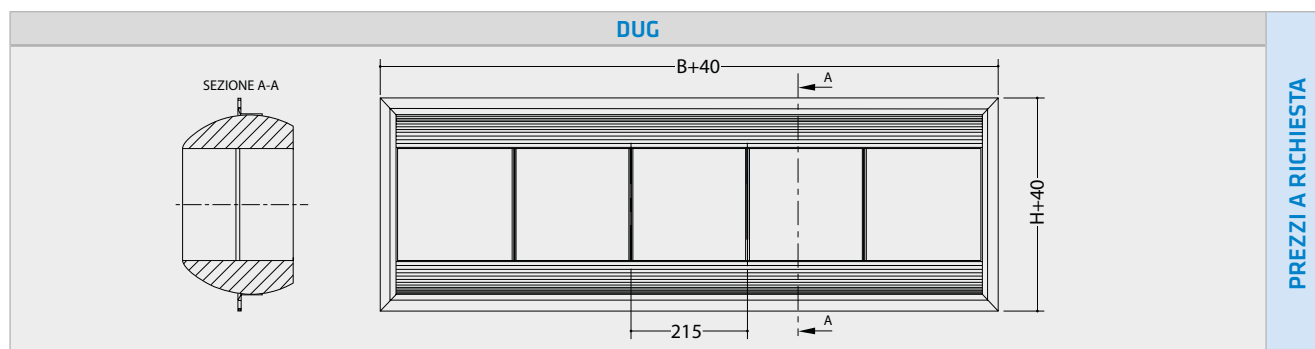 DUG
SEZIONE A-A
B+40
A
H+40
215
A
PREZZI A RICHIESTA